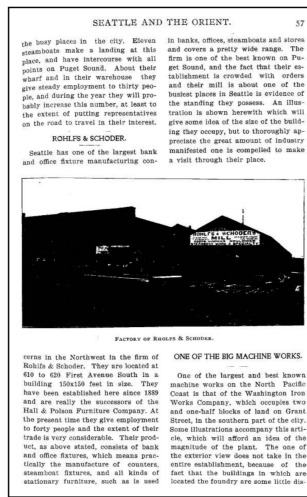 SEATTLE AND THE ORIENT.
57
the busy places in the city. Eleven
steamboats make a landing at this
place, and have intercourse with all
points on Puget Sound. About their
wharf and in their warehouse they
give steady employment to thirty peo-
ple, and during the year they will pro-
bably increase this number, at least to
the extent of putting representatives
on the road to travel in their interest.
ROHLFS & SCHODER.
Seattle has one of the largest bank
and office fixture manufacturing con-
in banks, offices, steamboats and stores
and covers a pretty wide range. The
firm is one of the best known on Pu-
get Sound, and the fact that their es-
tablishment is crowded with orders
and their mill is about one of the
busiest places in Seattle is evidence of
the standing they possess. An illus-
tration is shown herewith which will
give some idea of the size of the build-
ing they occupy, but to thoroughly ap-
preciate the great amount of industry
manifested one is compelled to make
a visit through their place.
ROHLFS & SCHODER
MILL
FACTORY OF RHOLFS & SCHODER.
cerns in the Northwest in the firm of
Rohlfs & Schoder. They are located at
610 to 620 First Avenue South in a
building 150x150 feet in size. They
have been established here since 1889
and are really the successors of the
Hall & Polson Furniture Company. At
the present time they give employment
to forty people and the extent of their
trade is very considerable. Their prod-
uct, as above stated, consists of bank
and office fixtures, which means prac-
tically the manufacture of counters,
steamboat fixtures, and all kinds of
stationary furniture, such as is used
ONE OF THE BIG MACHINE WORKS.
One of the largest and best known
machine works on the North Pacific
Coast is that of the Washington Iron
Works Company, which occupies two
and one-half blocks of land on Grant
Street, in the southern part of the city.
Some illustrations accompany this arti-
cle, which will afford an idea of the
magnitude of the plant. The one of
the exterior view does not take in the
entire establishment, because of the
fact that the buildings in which are
located the foundry are some little dis-